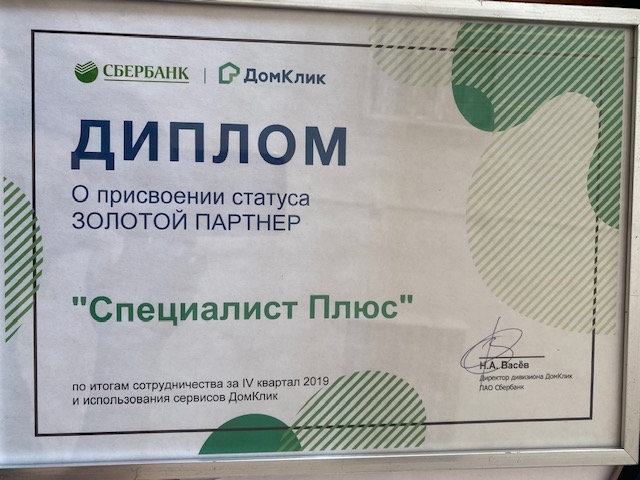 СБЕРБАНК | ДомКлик
ДИПЛОМ
О присвоении статуса
ЗОЛОТОЙ ПАРТНЕР
"Специалист Плюс"
Н.А. Васёв
Директор дивизиона ДомКлик
ПАО Сбербанк
по итогам сотрудничества за IV квартал 2019
и использования сервисов ДомКлик